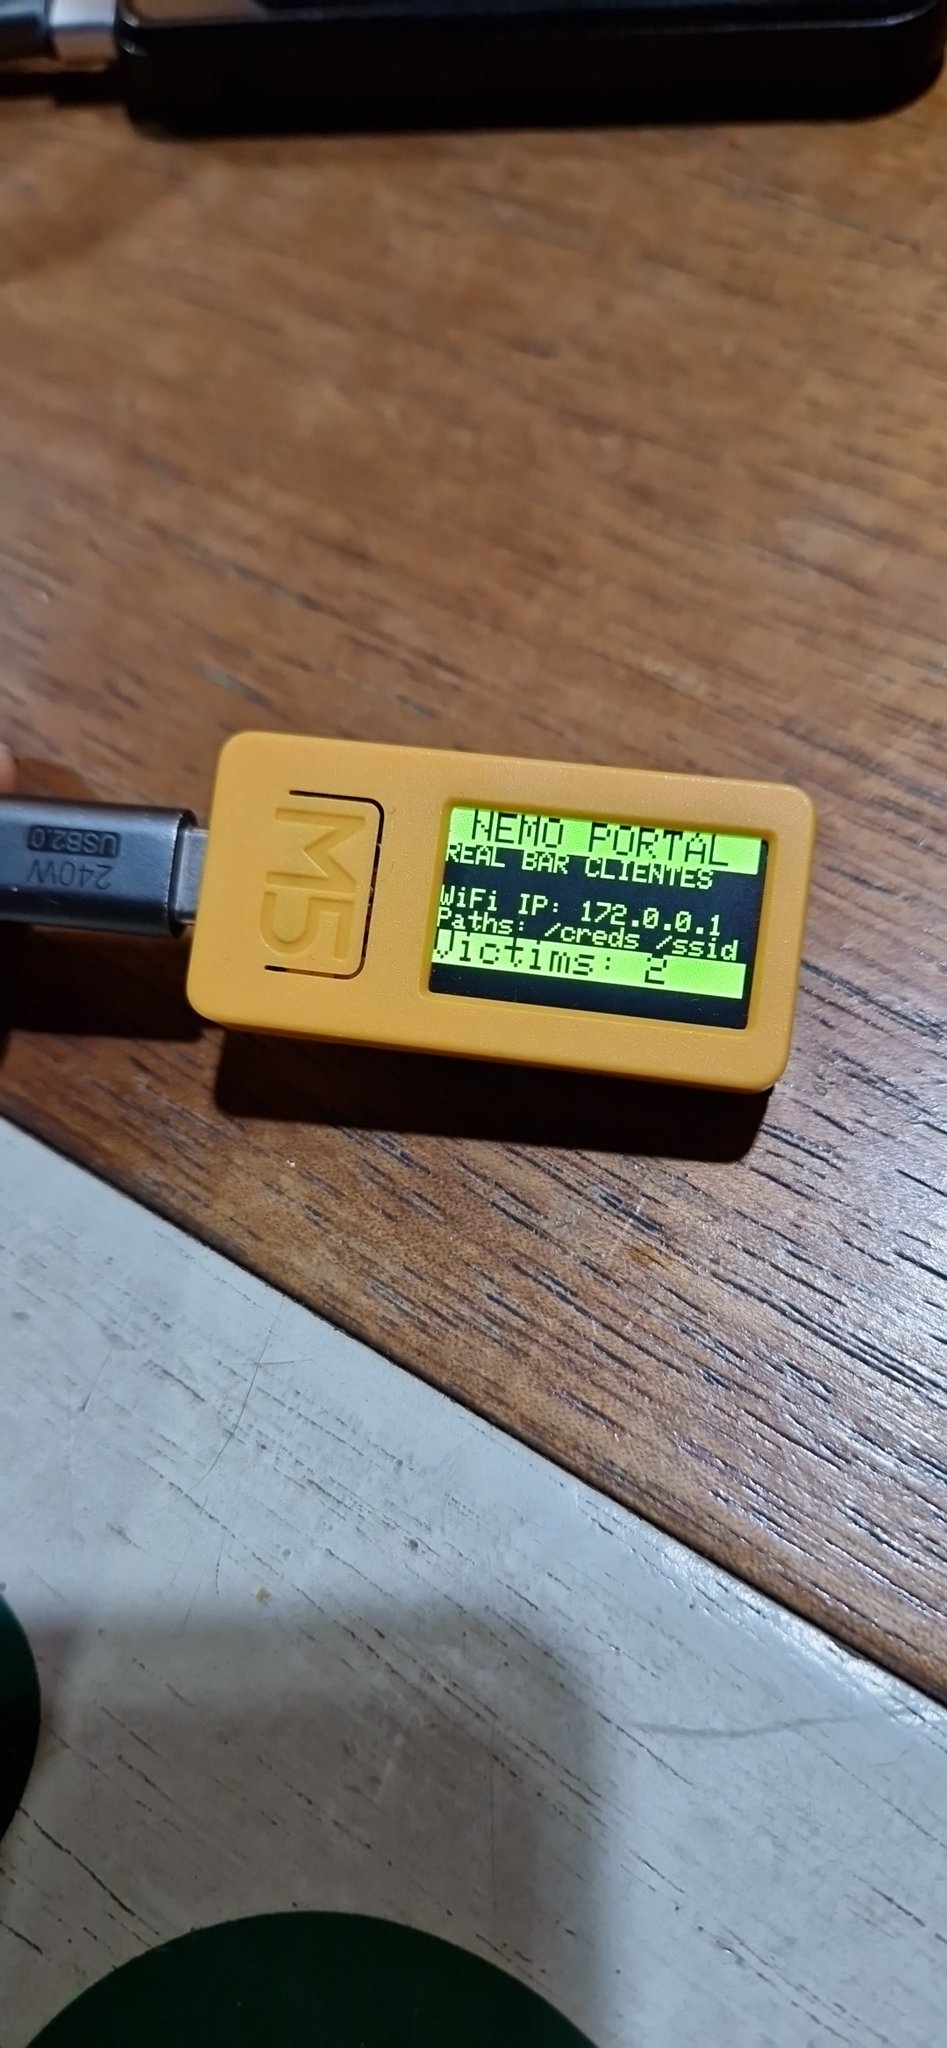 240W
USB2.0
M5
NEMO PORTAL
REAL BAR CLIENTES
WiFi IP: 172.0.0.1
Paths: /creds /ssid
Victims: 2